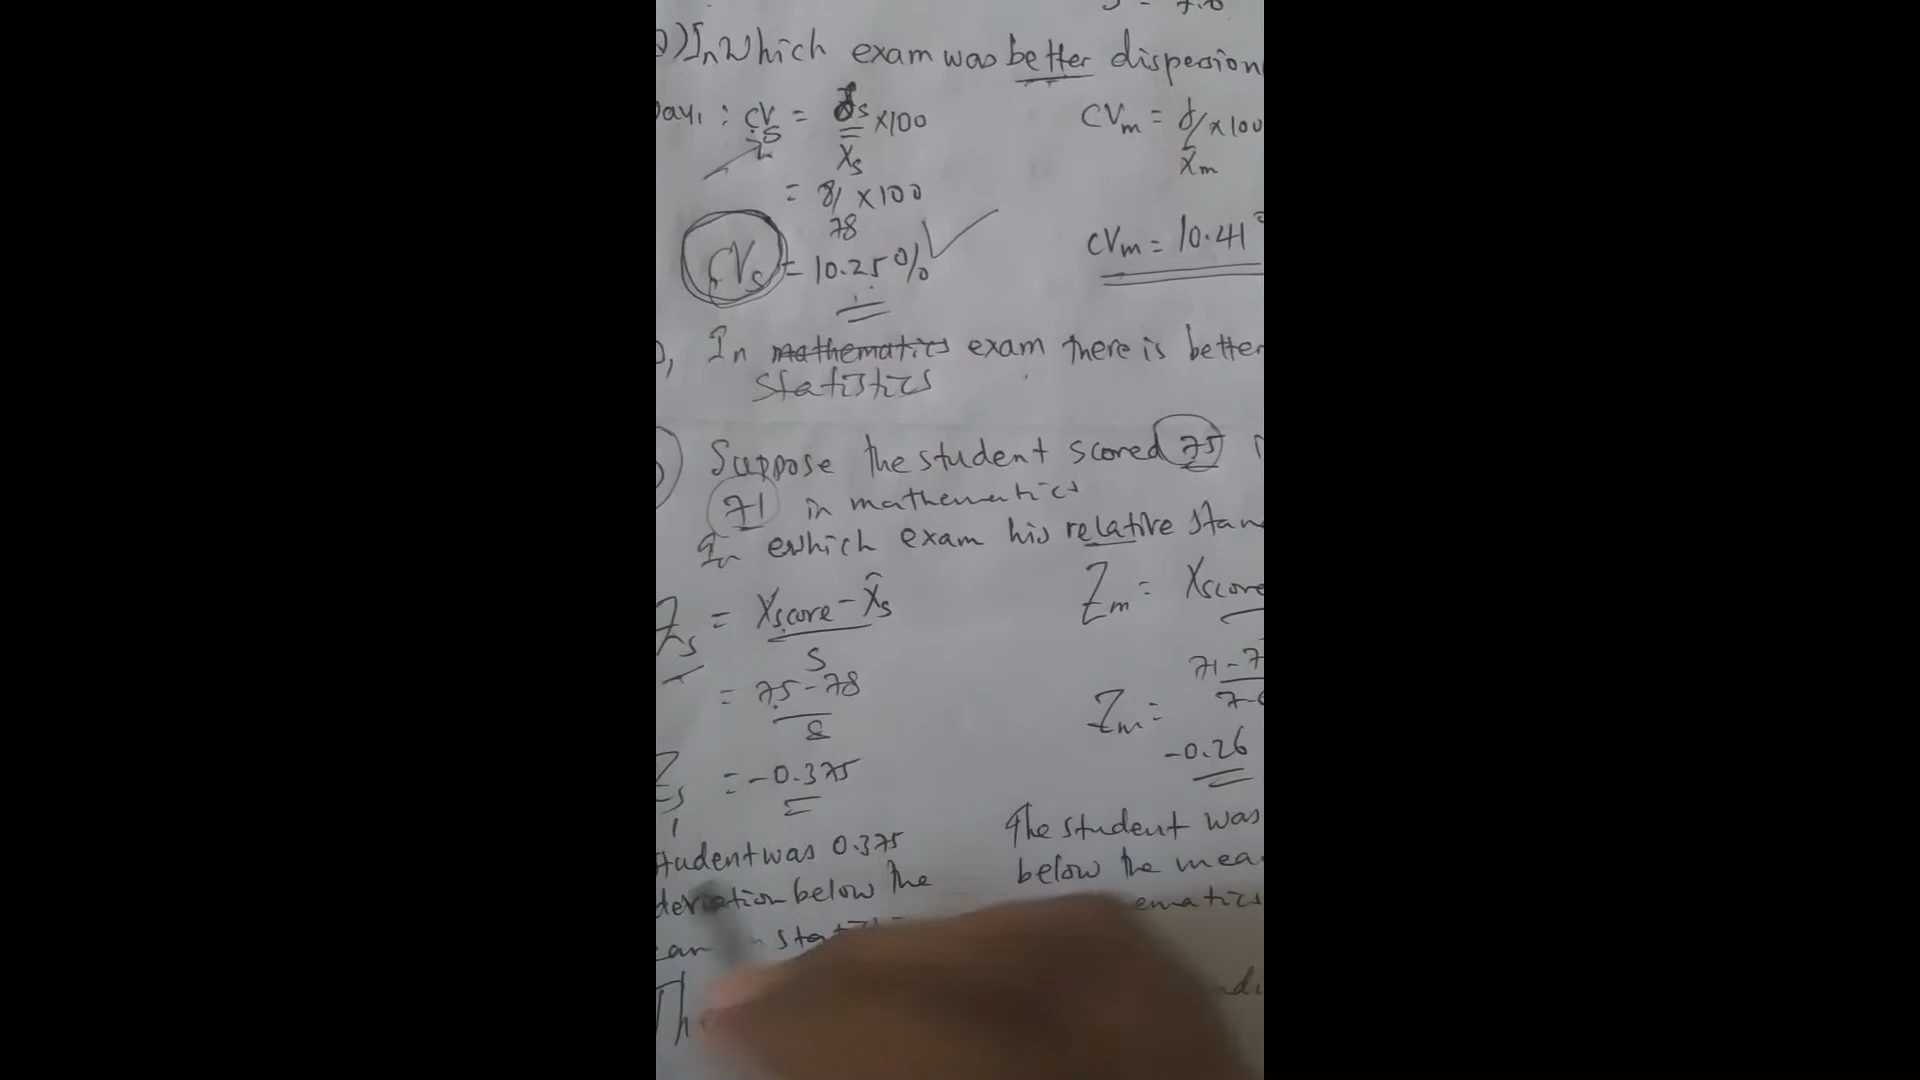 In Which exam was better dispersion
Day1 : CVs = δs/x̄s ×100
CVm = δ/x̄m ×100
= 8/78 ×100
CVs = 10.25%
CVm = 10.41
In mathematics exam there is better
statistics
Suppose the student scored 75
71 in mathematics
In which exam his relative stan
Zs = Xscore - x̄s
S
Zm = Xscore
= 75-78
8
Zm = 71-7
Zs = -0.375
-0.26
student was 0.375
deviation below the
The student was
below the mea
ematics